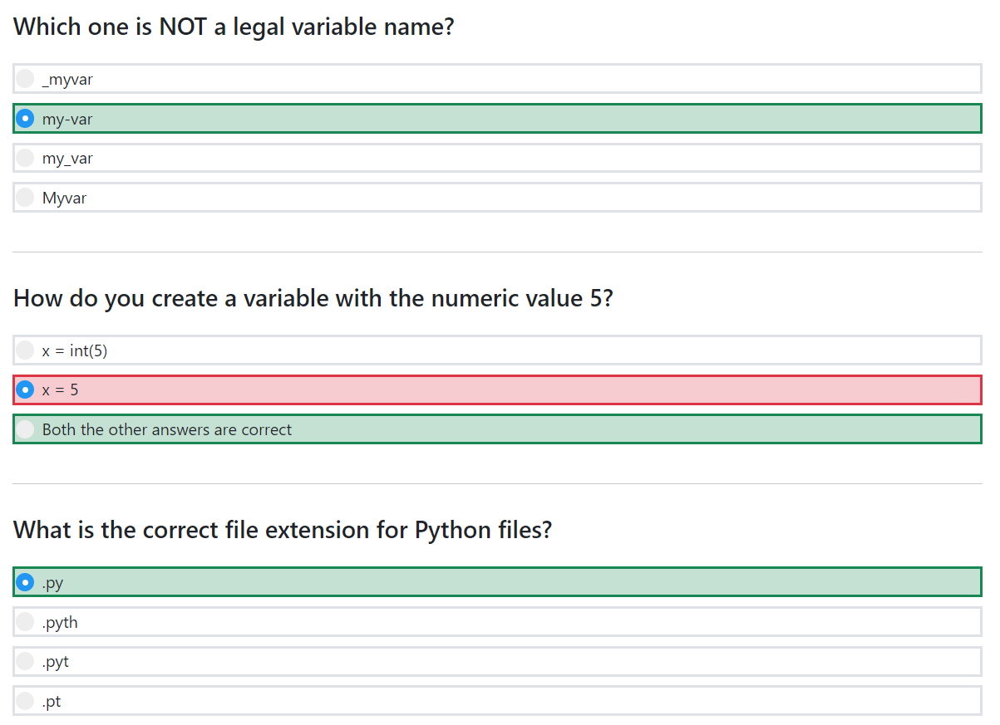 Which one is NOT a legal variable name?
_myvar
my-var
my_var
Myvar
How do you create a variable with the numeric value 5?
x = int(5)
x = 5
Both the other answers are correct
What is the correct file extension for Python files?
.py
.pyth
.pyt
.pt